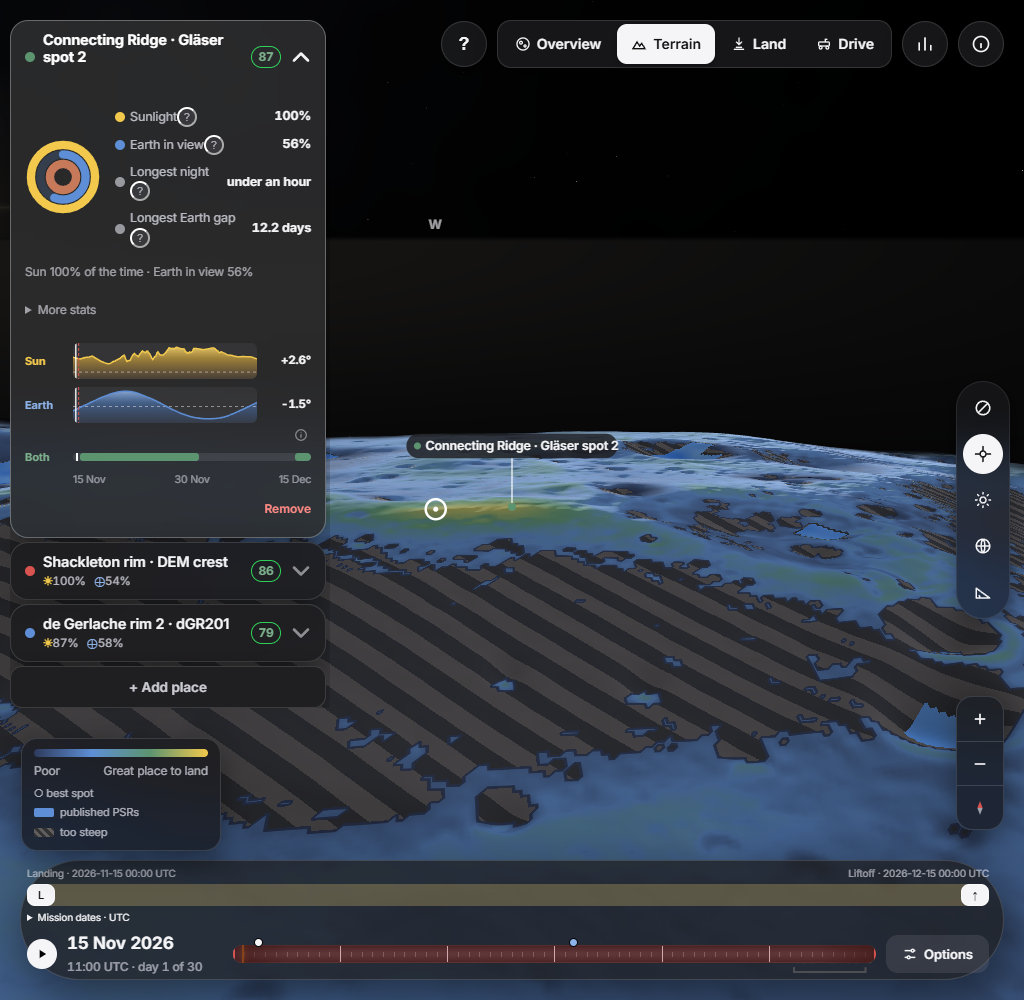 Connecting Ridge · Gläser
spot 2
87
?
Overview
Terrain
Land
Drive
Sunlight ?
100%
Earth in view ?
56%
Longest night
?
under an hour
Longest Earth gap
?
12.2 days
Sun 100% of the time · Earth in view 56%
More stats
Sun
+2.6°
Earth
-1.5°
Both
15 Nov
30 Nov
15 Dec
Remove
W
Connecting Ridge · Gläser spot 2
Shackleton rim · DEM crest
100% 54%
86
de Gerlache rim 2 · dGR201
87% 58%
79
+ Add place
Poor
Great place to land
best spot
published PSRs
too steep
+
−
Landing · 2026-11-15 00:00 UTC
Liftoff · 2026-12-15 00:00 UTC
L
↑
Mission dates · UTC
15 Nov 2026
11:00 UTC · day 1 of 30
Options